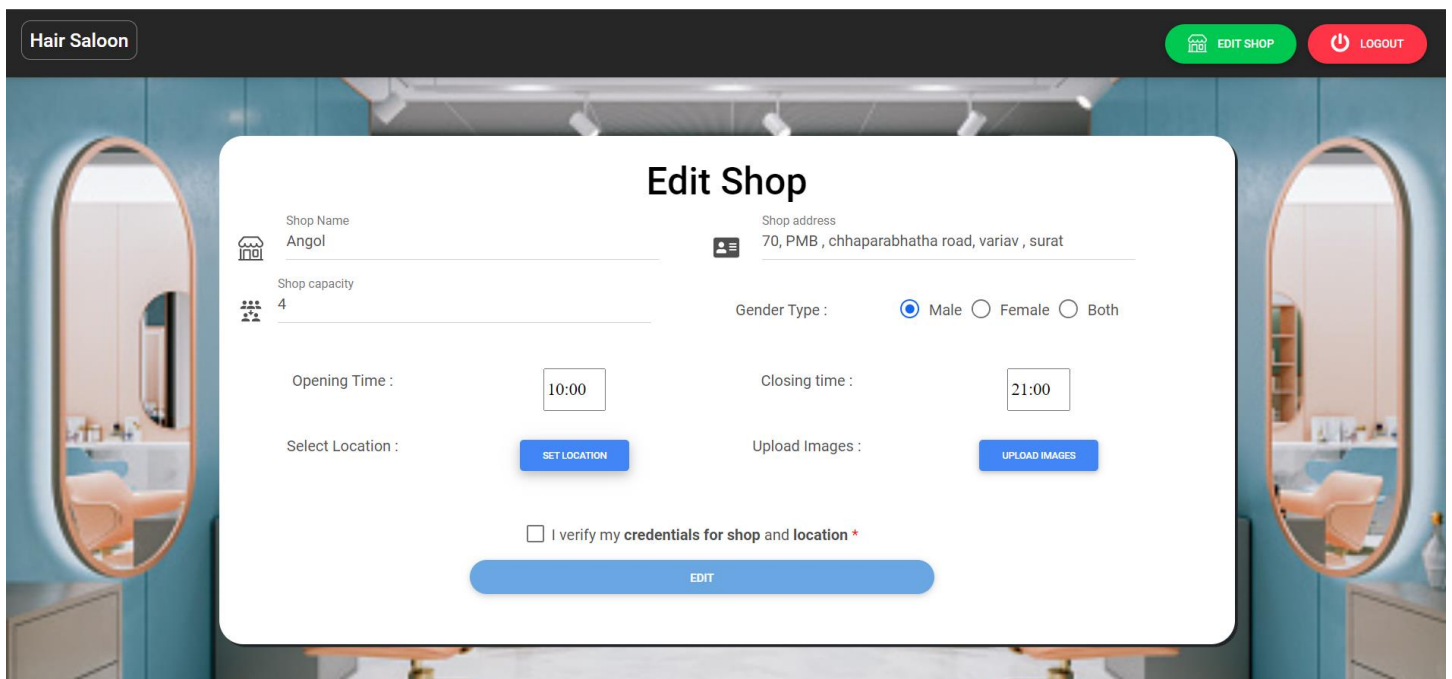 Hair Saloon
EDIT SHOP
LOGOUT
Edit Shop
Shop Name
Angol
Shop address
70, PMB , chhaparabhatha road, variav , surat
Shop capacity
4
Gender Type :
Male
Female
Both
Opening Time :
10:00
Closing time :
21:00
Select Location :
SET LOCATION
Upload Images :
UPLOAD IMAGES
I verify my credentials for shop and location *
EDIT